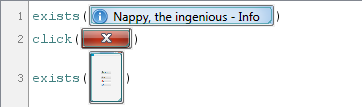 1 exists( Nappy, the ingenious - Info )
2 click( )
3 exists( )